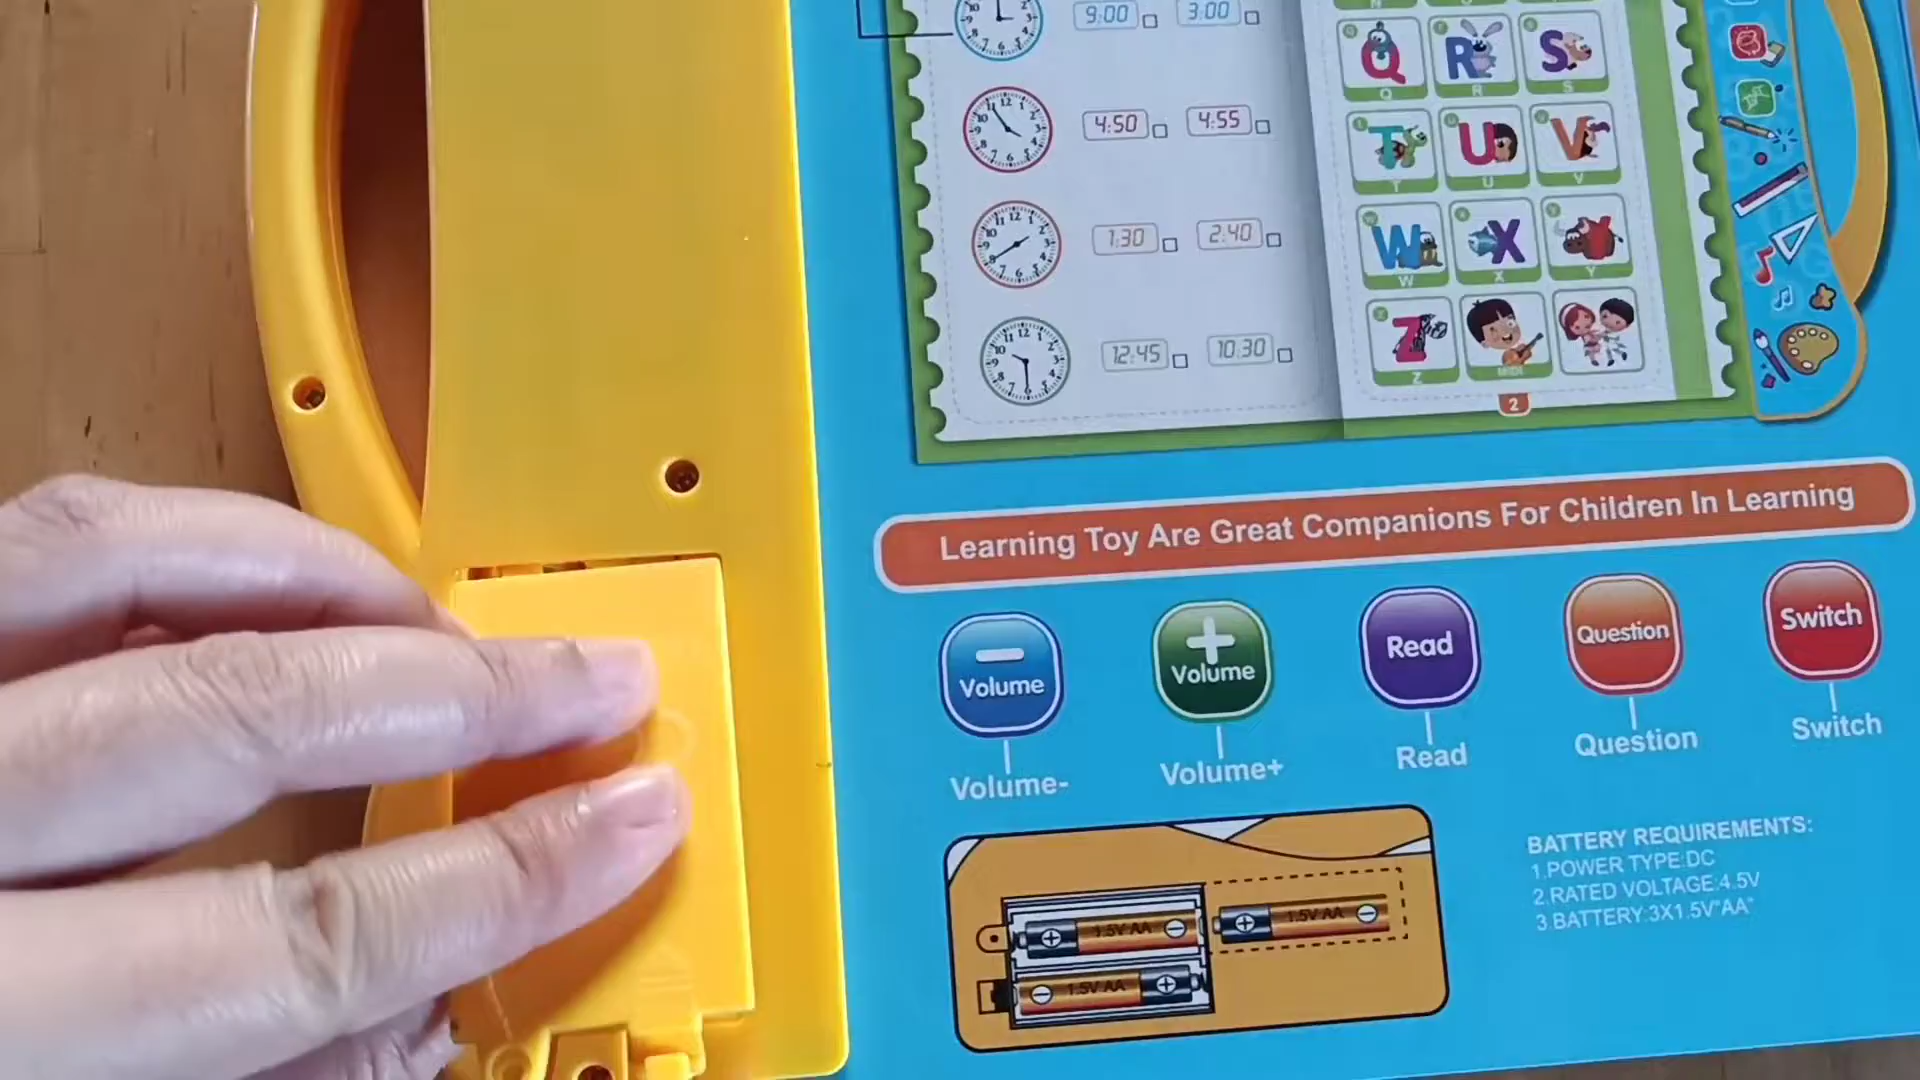 9:00 3:00
4:50 4:55
1:30 2:40
12:45 10:30
Q R S
Q R S
T U V
T U V
W X Y
W X Y
Z
Z MIDI
2
Learning Toy Are Great Companions For Children In Learning
Volume
Volume
Read
Question
Switch
Volume-
Volume+
Read
Question
Switch
1.5V AA
1.5V AA
1.5V AA
BATTERY REQUIREMENTS:
1.POWER TYPE:DC
2.RATED VOLTAGE:4.5V
3.BATTERY:3X1.5V"AA"